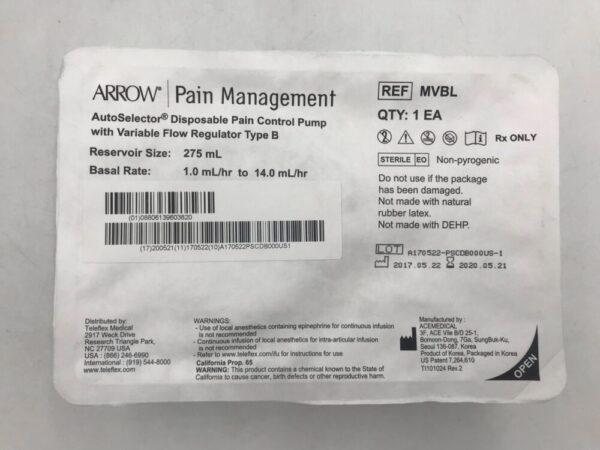 ARROW® | Pain Management
AutoSelector® Disposable Pain Control Pump
with Variable Flow Regulator Type B
Reservoir Size: 275 mL
Basal Rate: 1.0 mL/hr to 14.0 mL/hr
(01)08806139603620
(17)200521(11)170522(10)A170522PSCDB000US1
REF MVBL
QTY: 1 EA
Rx ONLY
STERILE EO Non-pyrogenic
Do not use if the package
has been damaged.
Not made with natural
rubber latex.
Not made with DEHP.
LOT A170522-PSCDB000US-1
2017.05.22 2020.05.21
Distributed by:
Teleflex Medical
2917 Weck Drive
Research Triangle Park,
NC 27709 USA
USA : (866) 246-6990
International : (919) 544-8000
www.teleflex.com
WARNINGS:
- Use of local anesthetics containing epinephrine for continuous infusion
is not recommended.
- Continuous infusion of local anesthetics for intra-articular infusion
is not recommended.
- Refer to www.teleflex.com/ifu for instructions for use
California Prop. 65
WARNING: This product contains a chemical known to the State of
California to cause cancer, birth defects or other reproductive harm.
Manufactured by :
ACEMEDICAL
3F, ACE Vile B/D 25-1,
Bomoon-Dong, 7Ga, SungBuk-Ku,
Seoul 136-087, Korea
Product of Korea, Packaged in Korea
US Patent 7,264,610
TI101024 Rev.2
OPEN